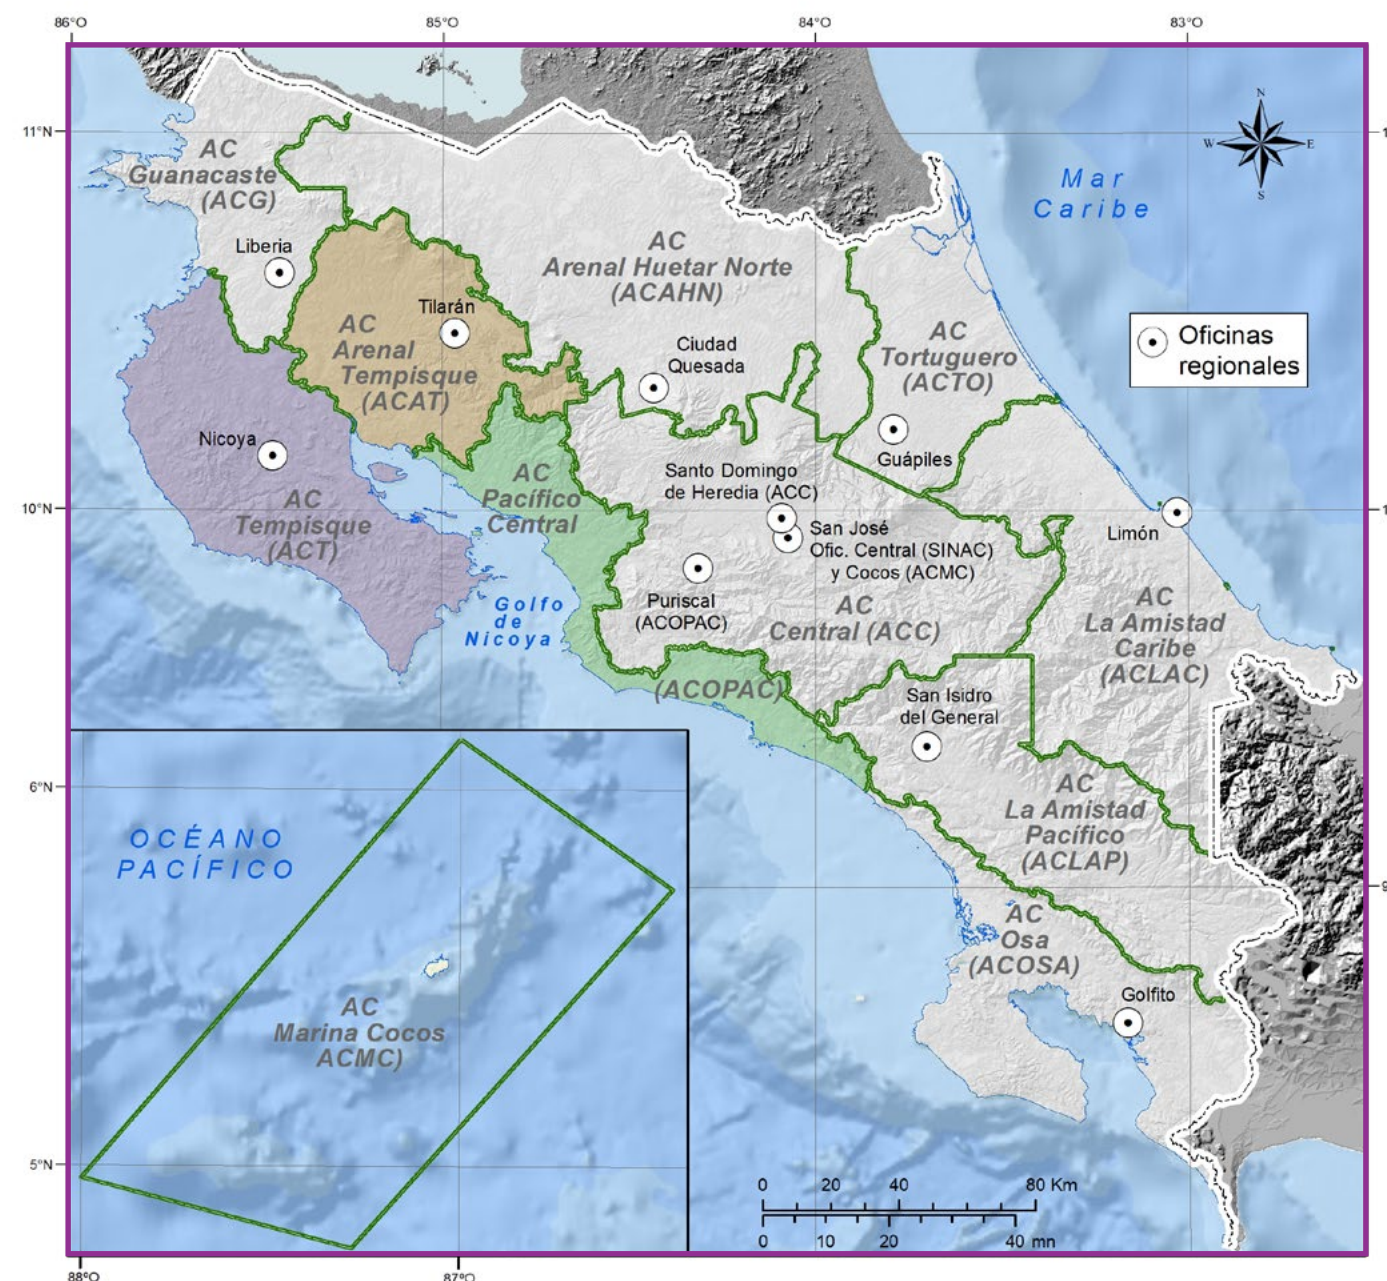 86°O
85°O
84°O
83°O
11°N
1
AC
Guanacaste
(ACG)
Liberia
Mar
Caribe
N
W
E
S
AC
Arenal Huetar Norte
(ACAHN)
Tilarán
AC
Arenal
Tempisque
(ACAT)
Ciudad
Quesada
AC
Tortuguero
(ACTO)
Oficinas
regionales
Nicoya
Guápiles
AC
Tempisque
(ACT)
AC
Pacífico
Central
Santo Domingo
de Heredia (ACC)
10°N
1
San José
Ofic. Central (SINAC)
y Cocos (ACMC)
Limón
Golfo
de
Nicoya
Puriscal
(ACOPAC)
AC
Central (ACC)
AC
La Amistad
Caribe
(ACLAC)
(ACOPAC)
San Isidro
del General
6°N
OCÉANO
PACÍFICO
AC
La Amistad
Pacífico
(ACLAP)
9
AC
Osa
(ACOSA)
Golfito
AC
Marina Cocos
ACMC)
5°N
0 20 40 80 Km
0 10 20 40 mn
88°O
87°O